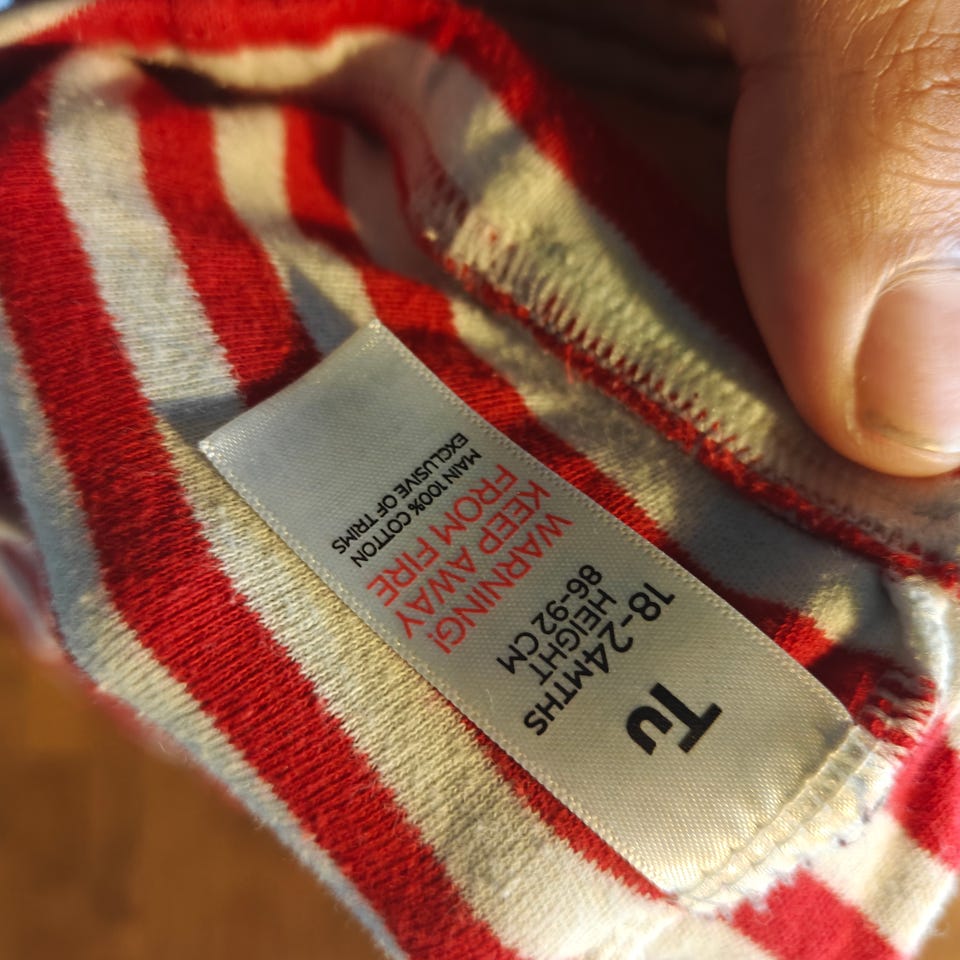 Tu
18-24MTHS
HEIGHT
86-92 CM
WARNING!
KEEP AWAY
FROM FIRE
MAIN 100% COTTON
EXCLUSIVE OF TRIMS